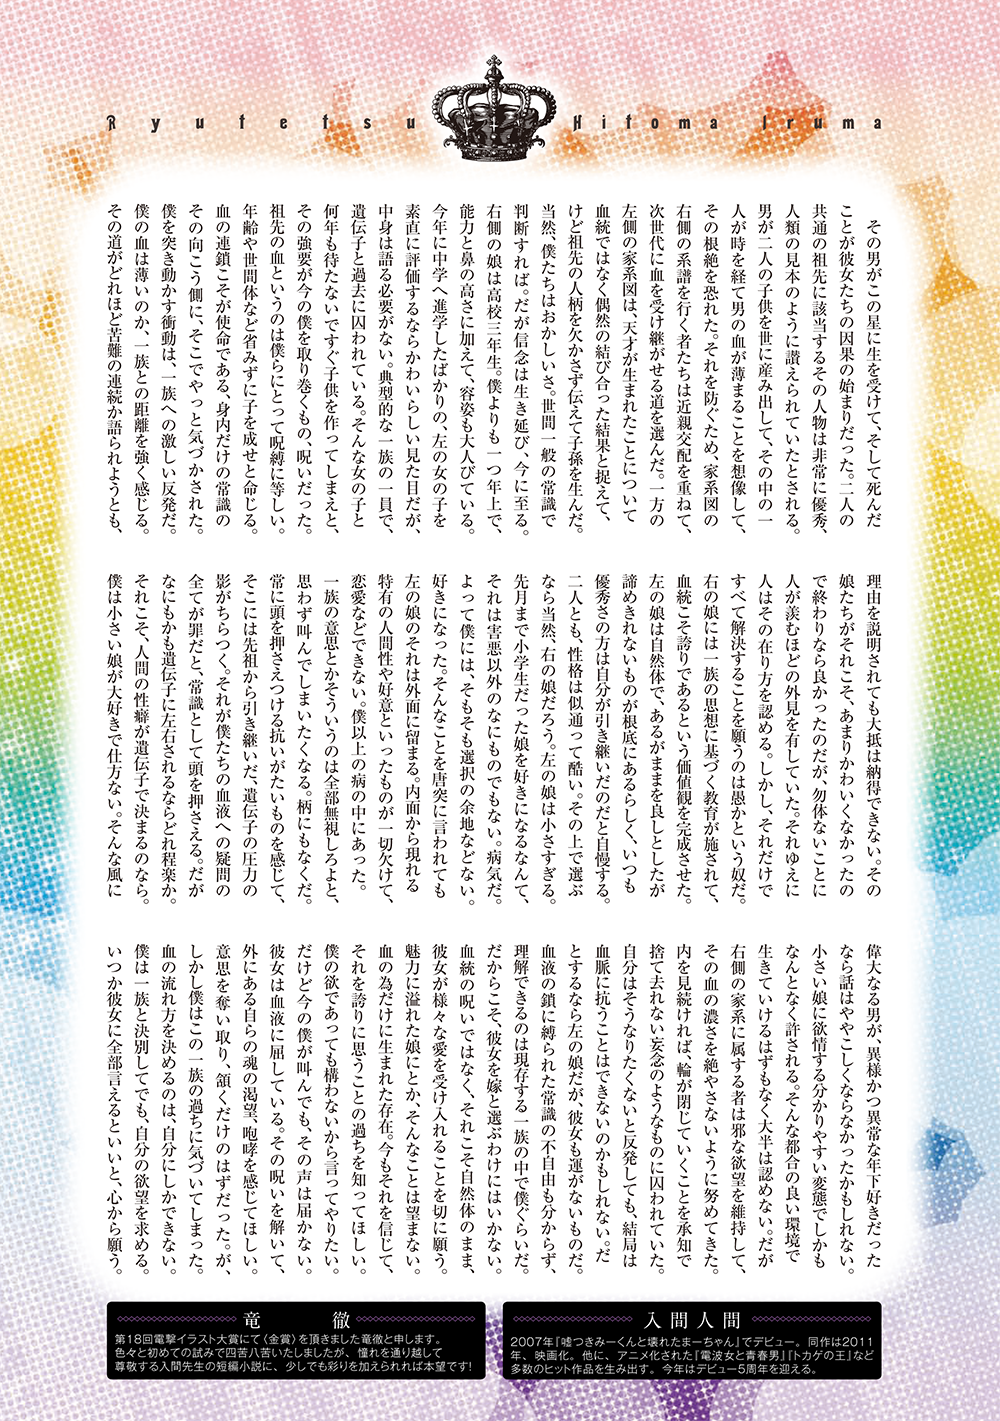 Ryutetsu
Hitoma Iruma
その男がこの星に生を受けて、そして死んだ
ことが彼女たちの因果の始まりだった。二人の
共通の祖先に該当するその人物は非常に優秀、
人類の見本のように讃えられていたとされる。
男が二人の子供を世に産み出して、その中の一
人が時を経て男の血が薄まることを想像して、
その根絶を恐れた。それを防ぐため、家系図の
右側の系譜を行く者たちは近親交配を重ねて、
次世代に血を受け継がせる道を選んだ。一方の
左側の家系図は、天才が生まれたことについて
血統ではなく偶然の結び合った結果と捉えて、
けど祖先の人柄を欠かさず伝えて子孫を生んだ。
当然、僕たちはおかしいさ。世間一般の常識で
判断すれば。だが信念は生き延び、今に至る。
右側の娘は高校三年生。僕よりも一つ年上で、
能力と鼻の高さに加えて、容姿も大人びている。
今年に中学へ進学したばかりの、左の女の子を
素直に評価するならかわいらしい見た目だが、
中身は語る必要がない。典型的な一族の一員で、
遺伝子と過去に囚われている。そんな女の子と
何年も待たないですぐ子供を作ってしまえと、
その強要が今の僕を取り巻くもの、呪いだった。
祖先の血というのは僕らにとって呪縛に等しい。
年齢や世間体など省みずに子を成せと命じる。
血の連鎖こそが使命である、身内だけの常識の
その向こう側に、そこでやっと気づかされた。
僕を突き動かす衝動は、一族への激しい反発だ。
僕の血は薄いのか、一族との距離を強く感じる。
その道がどれほど苦難の連続か語られようとも、
理由を説明されても大抵は納得できない。その
娘たちがそれこそ、あまりかわいくなかったの
で終わりなら良かったのだが、勿体ないことに
人が羨むほどの外見を有していた。それゆえに
人はその在り方を認める。しかし、それだけで
すべて解決することを願うのは愚かという奴だ。
右の娘には一族の思想に基づく教育が施されて、
血統こそ誇りであるという価値観を完成させた。
左の娘は自然体で、あるがままを良しとしたが
諦めきれないものが根底にあるらしく、いつも
優秀さの方は自分が引き継いだのだと自慢する。
二人とも、性格は似通って酷い。その上で選ぶ
なら当然、右の娘だろう。左の娘は小さすぎる。
先月まで小学生だった娘を好きになるなんて、
それは害悪以外のなにものでもない。病気だ。
よって僕には、そもそも選択の余地などない。
好きになった。そんなことを唐突に言われても
左の娘のそれは外面に留まる。内面から現れる
特有の人間性や好意といったものが一切欠けて、
恋愛などできない。僕以上の病の中にあった。
一族の意思とかそういうのは全部無視しろよと、
思わず叫んでしまいたくなる。柄にもなくだ。
常に頭を押さえつける抗いがたいものを感じて、
そこには先祖から引き継いだ、遺伝子の圧力の
影がちらつく。それが僕たちの血液への疑問の
全てが罪だと、常識として頭を押さえる。だが
なにもかも遺伝子に左右されるならどれ程楽か。
それこそ、人間の性癖が遺伝子で決まるのなら。
僕は小さい娘が大好きで仕方ない。そんな風に
偉大なる男が、異様かつ異常な年下好きだった
なら話はややこしくならなかったかもしれない。
小さい娘に欲情する分かりやすい変態でしかも
なんとなく許される。そんな都合の良い環境で
生きていけるはずもなく大半は認めない。だが
右側の家系に属する者は邪な欲望を維持して、
その血の濃さを絶やさないように努めてきた。
内を見続ければ、輪が閉じていくことを承知で
捨て去れない妄念のようなものに囚われていた。
自分はそうなりたくないと反発しても、結局は
血脈に抗うことはできないのかもしれない。だ
とするなら左の娘だが、彼女も運がないものだ。
血液の鎖に縛られた常識の不自由も分からず、
理解できるのは現存する一族の中で僕ぐらいだ。
だからこそ、彼女を嫁と選ぶわけにはいかない。
血統の呪いではなく、それこそ自然体のまま、
彼女が様々な愛を受け入れることを切に願う。
魅力に溢れた娘にとか、そんなことは望まない。
血の為だけに生まれた存在。今もそれを信じて、
それを誇りに思うことの過ちを知ってほしい。
僕の欲であっても構わないから言ってやりたい。
だけど今の僕が叫んでも、その声は届かない。
彼女は血液に屈している。その呪いを解いて、
外にある自らの魂の渇望、咆哮を感じてほしい。
意思を奪い取り、頷くだけのはずだった。が、
しかし僕はこの一族の過ちに気づいてしまった。
血の流れ方を決めるのは、自分にしかできない。
僕は一族と決別してでも、自分の欲望を求める。
いつか彼女に全部言えるといいと、心から願う。
竜 徹
第18回電撃イラスト大賞にて〈金賞〉を頂きました竜徹と申します。
色々と初めての試みで四苦八苦いたしましたが、憧れを通り越して
尊敬する入間先生の短編小説に、少しでも彩りを加えられれば本望です!
入間人間
2007年『嘘つきみーくんと壊れたまーちゃん』でデビュー。同作は2011
年、映画化。他に、アニメ化された『電波女と青春男』『トカゲの王』など
多数のヒット作品を生み出す。今年はデビュー5周年を迎える。